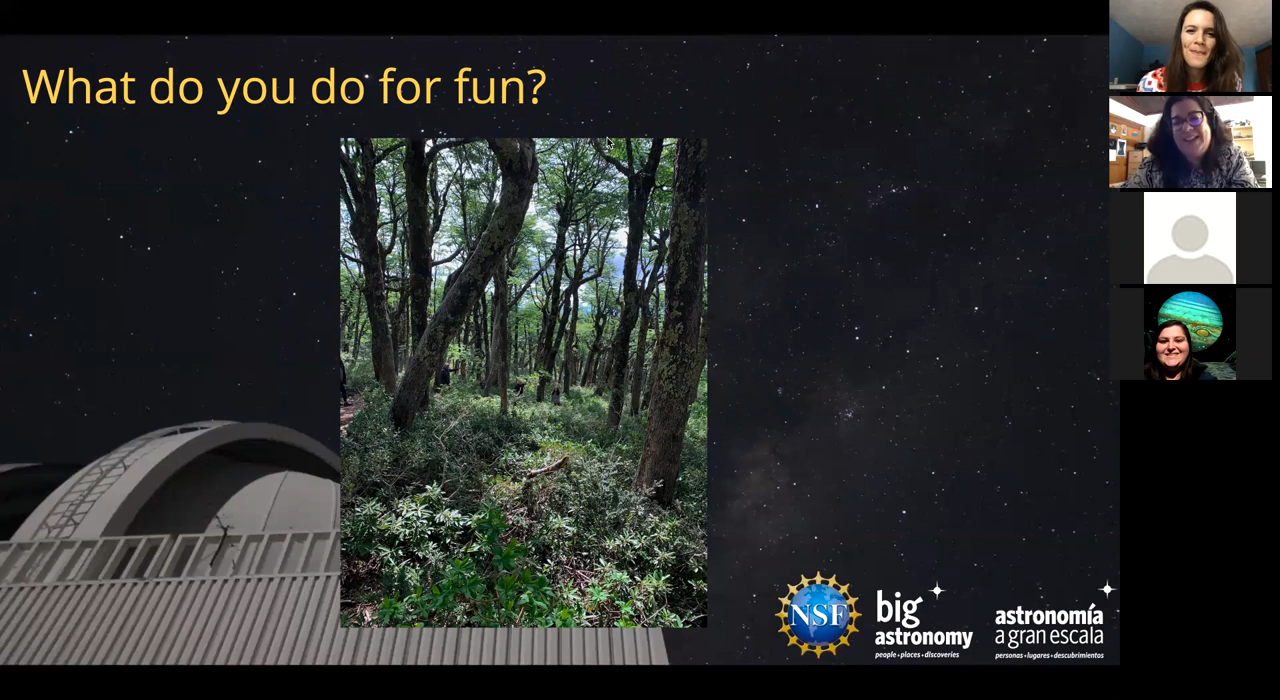 What do you do for fun?
NSF
big
astronomy
people • places • discoveries
astronomía
a gran escala
personas • lugares • descubrimientos